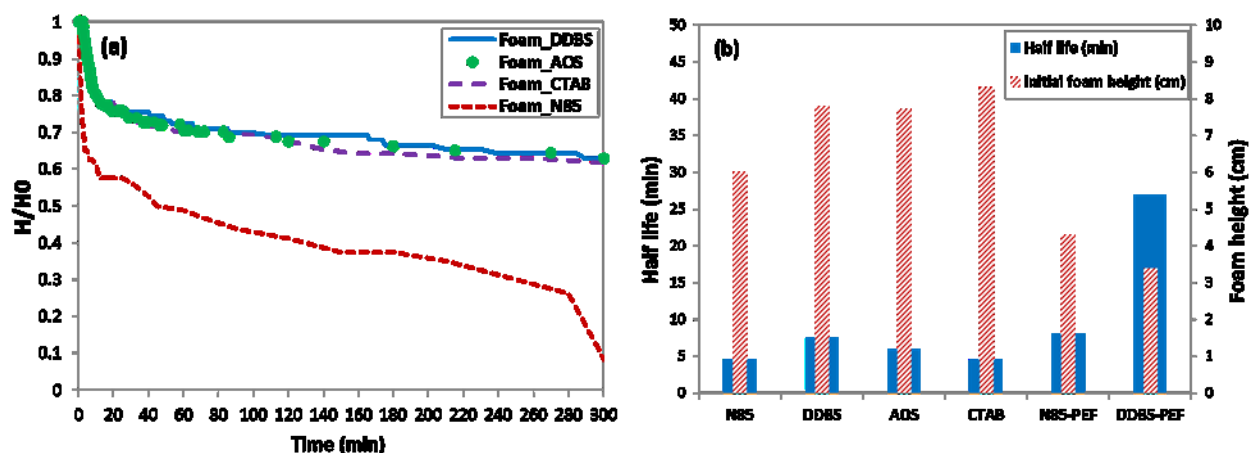 (a)
Foam_DDBS
Foam_AOS
Foam_CTAB
Foam_N85
H/H0
1
0.9
0.8
0.7
0.6
0.5
0.4
0.3
0.2
0.1
0
0 20 40 60 80 100 120 140 160 180 200 220 240 260 280 300
Time (min)
(b)
Half life (min)
Initial foam height (cm)
Half life (min)
50
45
40
35
30
25
20
15
10
5
0
10
9
8
7
6
5
4
3
2
1
0
Foam height (cm)
N85 DDBS AOS CTAB N85-PEF DDBS-PEF